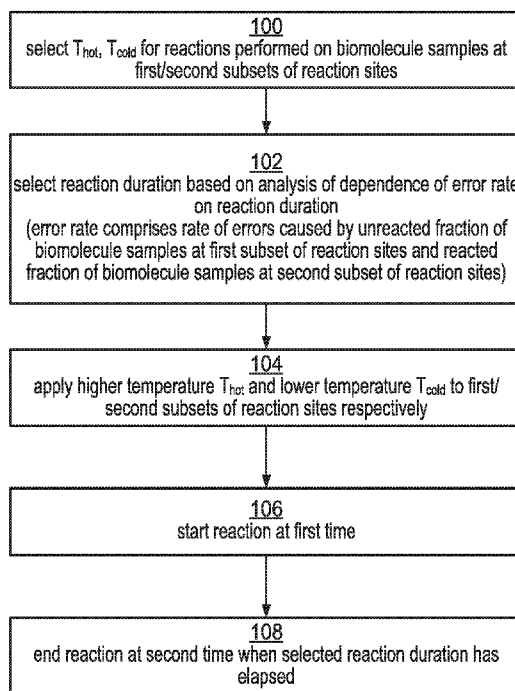 100
select Thot, Tcold for reactions performed on biomolecule samples at
first/second subsets of reaction sites
102
select reaction duration based on analysis of dependence of error rate
on reaction duration
(error rate comprises rate of errors caused by unreacted fraction of
biomolecule samples at first subset of reaction sites and reacted
fraction of biomolecule samples at second subset of reaction sites)
104
apply higher temperature Thot and lower temperature Tcold to first/
second subsets of reaction sites respectively
106
start reaction at first time
108
end reaction at second time when selected reaction duration has
elapsed